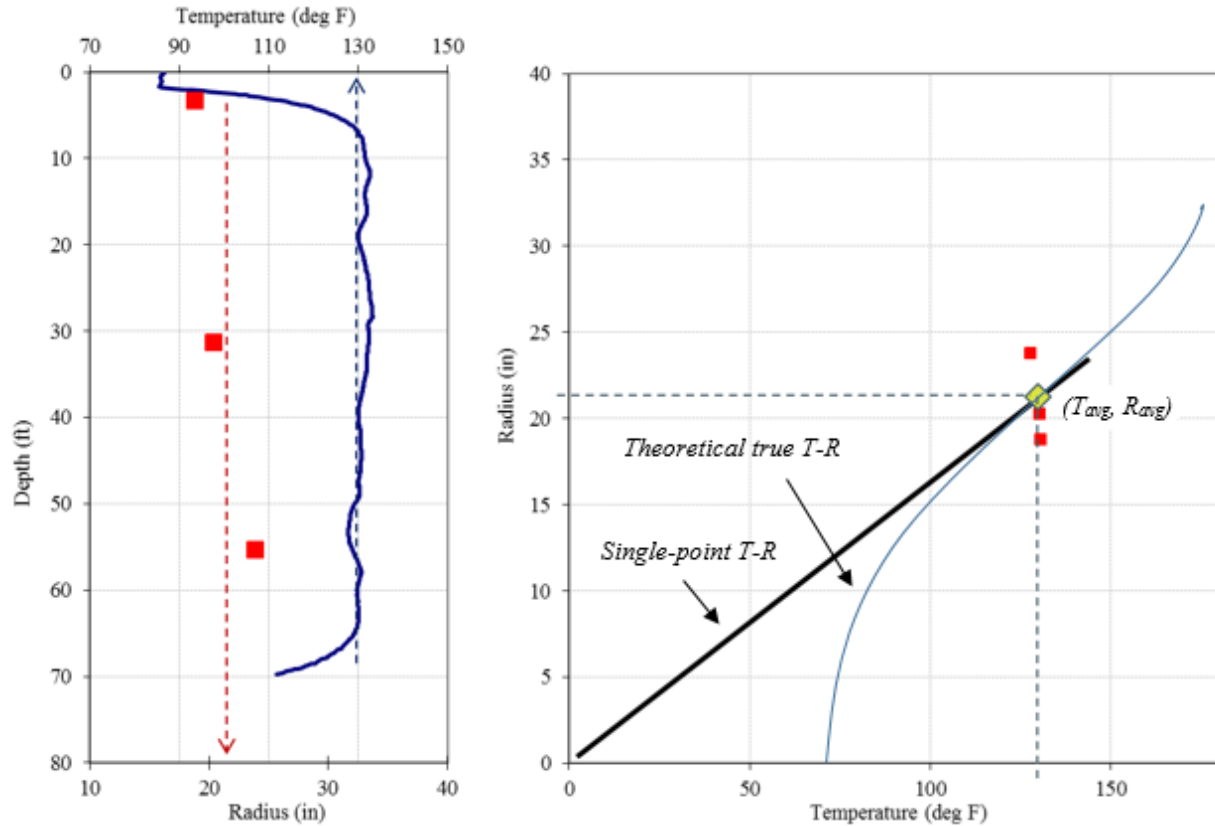 Temperature (deg F)
70 90 110 130 150
0
10
20
30
40
50
60
70
80
Depth (ft)
10 20 30 40
Radius (in)
40
35
30
25
20
15
10
5
0
Radius (in)
(Tavg, Ravg)
Theoretical true T-R
Single-point T-R
0 50 100 150
Temperature (deg F)